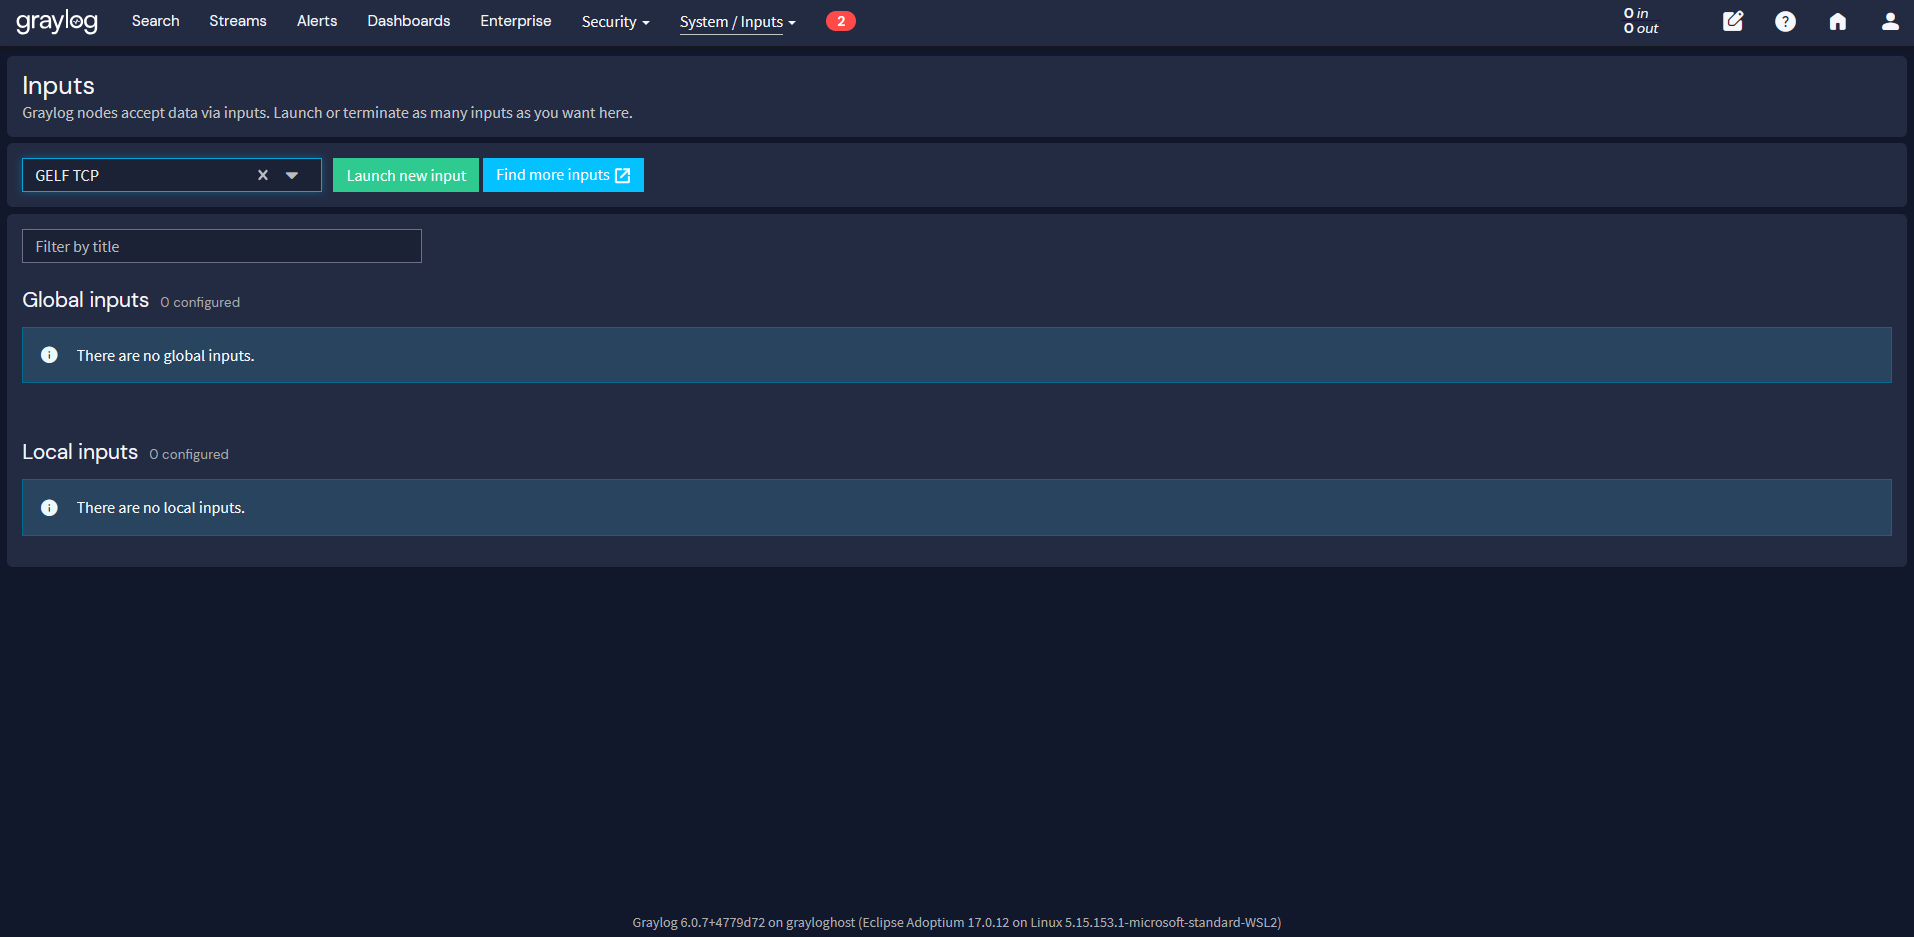 graylog Search Streams Alerts Dashboards Enterprise Security System / Inputs 2 0 in
0 out
Inputs
Graylog nodes accept data via inputs. Launch or terminate as many inputs as you want here.
GELF TCP Launch new input Find more inputs
Filter by title
Global inputs 0 configured
There are no global inputs.
Local inputs 0 configured
There are no local inputs.
Graylog 6.0.7+4779d72 on grayloghost (Eclipse Adoptium 17.0.12 on Linux 5.15.153.1-microsoft-standard-WSL2)